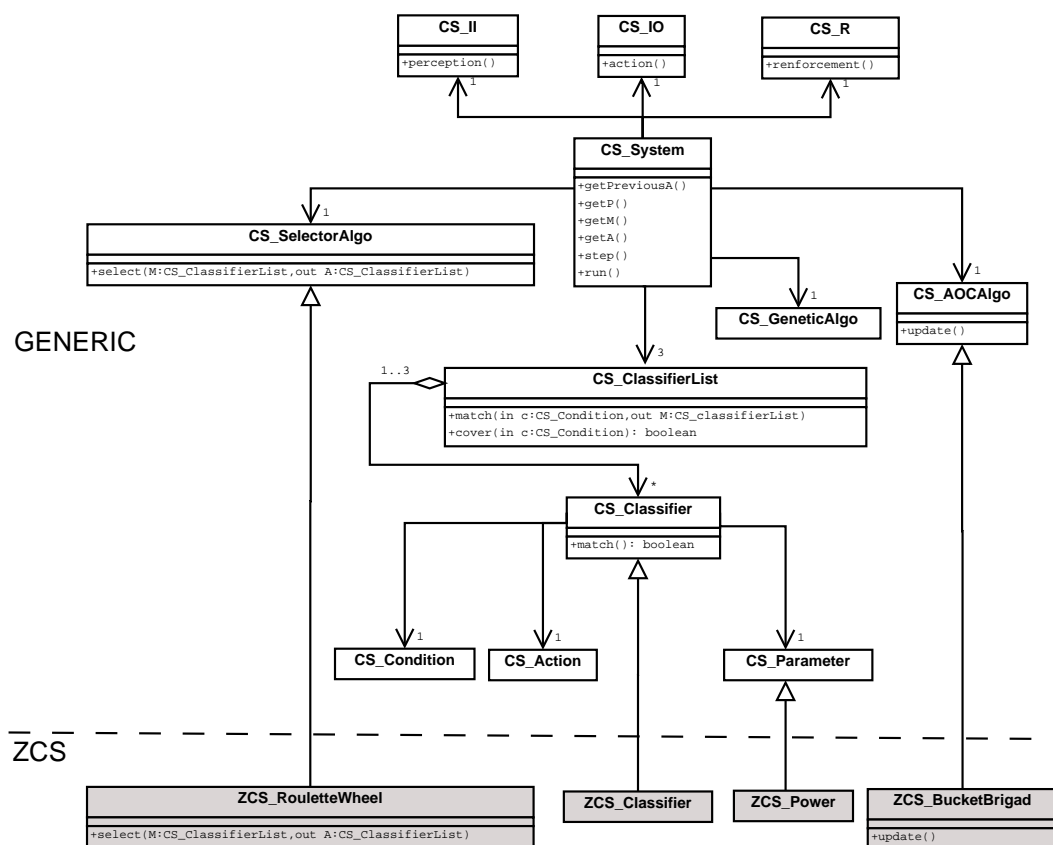 CS_II
+perception()
CS_IO
+action()
CS_R
+renforcement()
1
1
1
CS_System
+getPreviousA()
+getP()
+getM()
+getA()
+step()
+run()
1
CS_SelectorAlgo
+select(M:CS_ClassifierList,out A:CS_ClassifierList)
1
CS_GeneticAlgo
1
CS_AOCAlgo
+update()
GENERIC
3
1..3
CS_ClassifierList
+match(in c:CS_Condition,out M:CS_classifierList)
+cover(in c:CS_Condition): boolean
*
CS_Classifier
+match(): boolean
1
1
1
CS_Condition
CS_Action
CS_Parameter
ZCS
ZCS_RouletteWheel
+select(M:CS_ClassifierList,out A:CS_ClassifierList)
ZCS_Classifier
ZCS_Power
ZCS_BucketBrigad
+update()